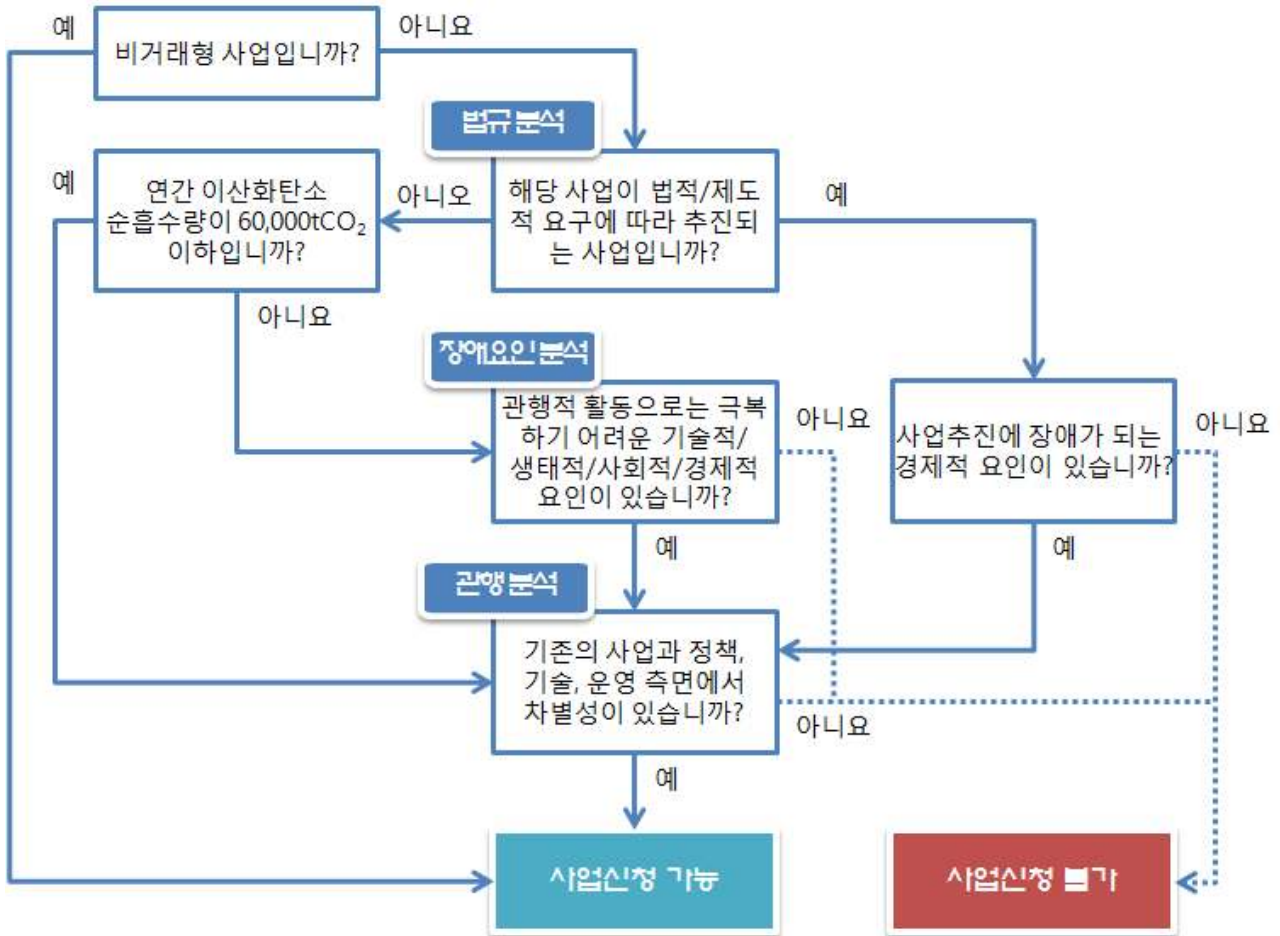 예
비거래형 사업입니까?
아니요
법규 분석
예
연간 이산화탄소
순흡수량이 60,000tCO₂
이하입니까?
아니오
해당 사업이 법적/제도
적 요구에 따라 추진되
는 사업입니까?
예
아니요
장애요인 분석
관행적 활동으로는 극복
하기 어려운 기술적/
생태적/사회적/경제적
요인이 있습니까?
아니요
사업추진에 장애가 되는
경제적 요인이 있습니까?
아니요
예
예
관행 분석
기존의 사업과 정책,
기술, 운영 측면에서
차별성이 있습니까?
아니요
예
사업신청 가능
사업신청 불가